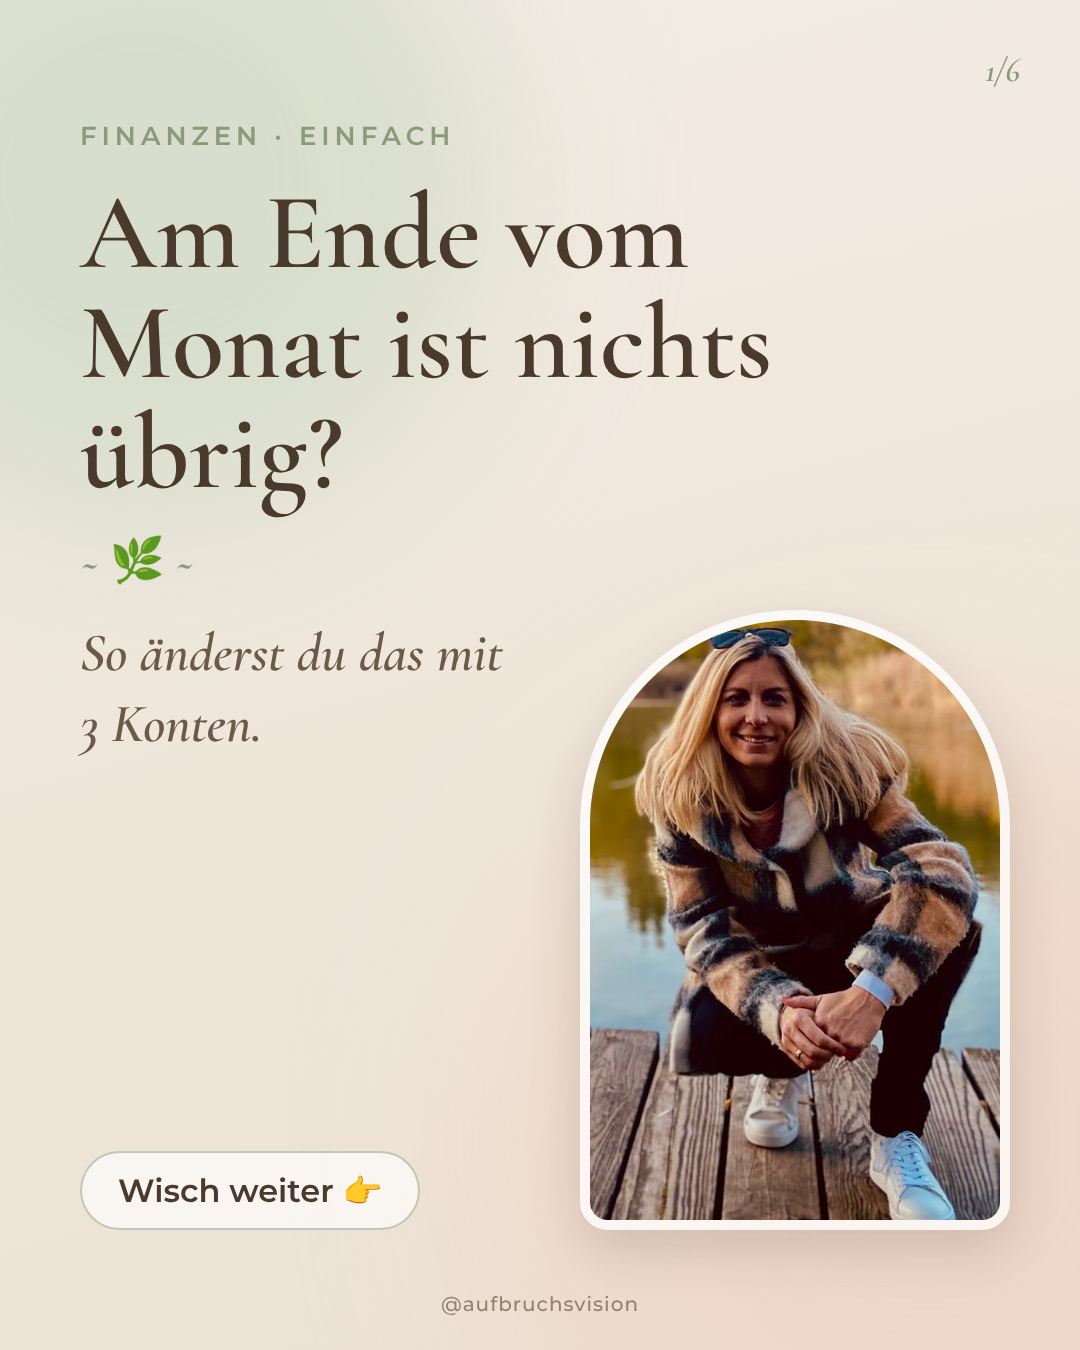 1/6
FINANZEN · EINFACH
Am Ende vom
Monat ist nichts
übrig?
~ 🌿 ~
So änderst du das mit
3 Konten.
Wisch weiter 👉
@aufbruchsvision